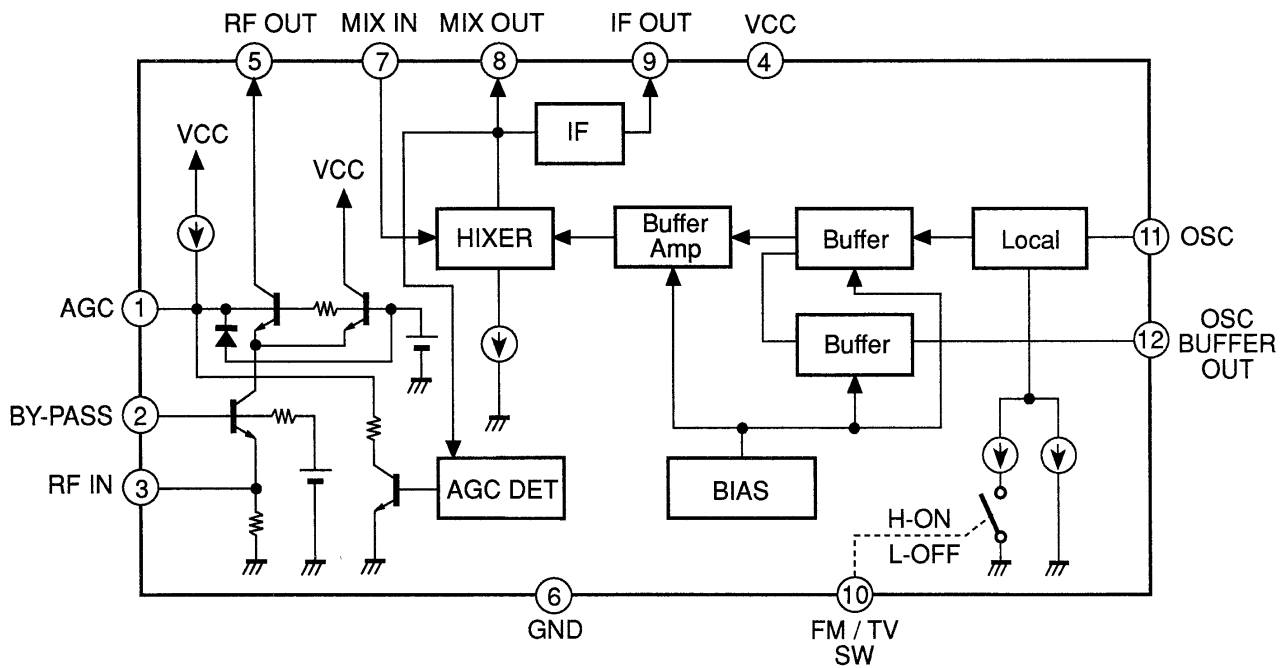 RF OUT MIX IN MIX OUT IF OUT VCC
5 7 8 9 4
IF
VCC
VCC
HIXER
Buffer
Amp
Buffer
Local
11 OSC
AGC 1
OSC
BUFFER
OUT
12
Buffer
BY-PASS 2
RF IN 3
AGC DET
BIAS
H-ON
L-OFF
6
GND
10
FM / TV
SW